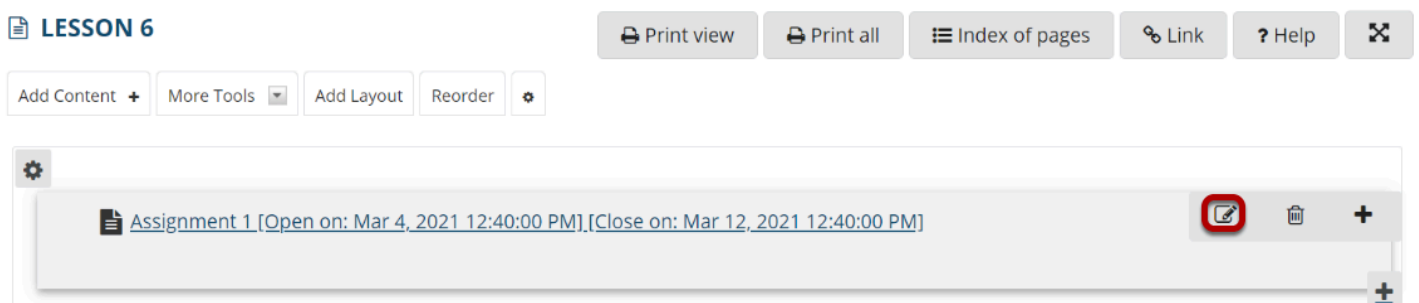 LESSON 6
Print view
Print all
Index of pages
Link
? Help
Add Content +
More Tools
Add Layout
Reorder
Assignment 1 [Open on: Mar 4, 2021 12:40:00 PM] [Close on: Mar 12, 2021 12:40:00 PM]